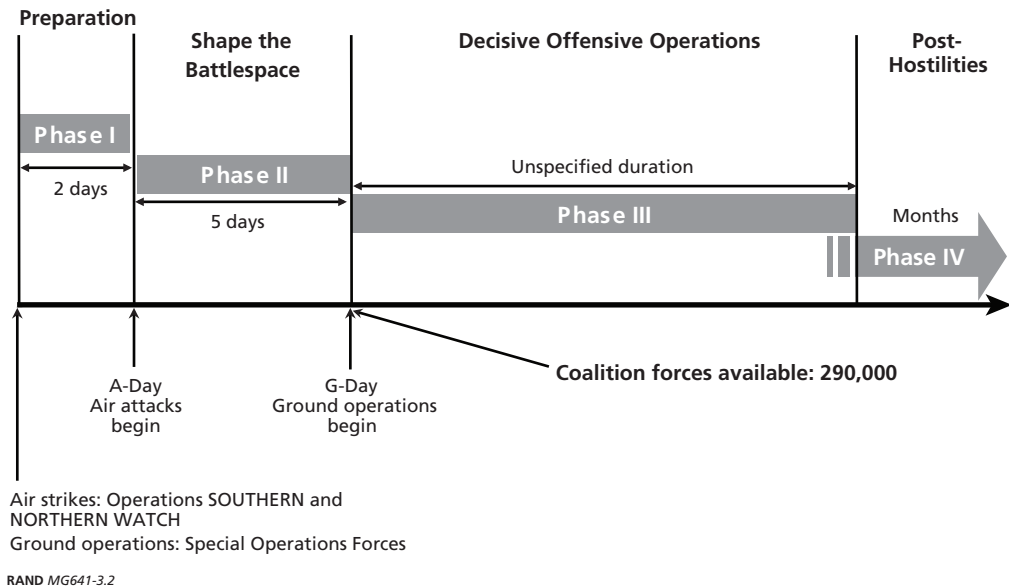 Preparation
Shape the
Battlespace
Decisive Offensive Operations
Post-
Hostilities
Phase I
2 days
Phase II
5 days
Unspecified duration
Phase III
Months
Phase IV
A-Day
Air attacks
begin
G-Day
Ground operations
begin
Coalition forces available: 290,000
Air strikes: Operations SOUTHERN and
NORTHERN WATCH
Ground operations: Special Operations Forces
RAND MG641-3.2